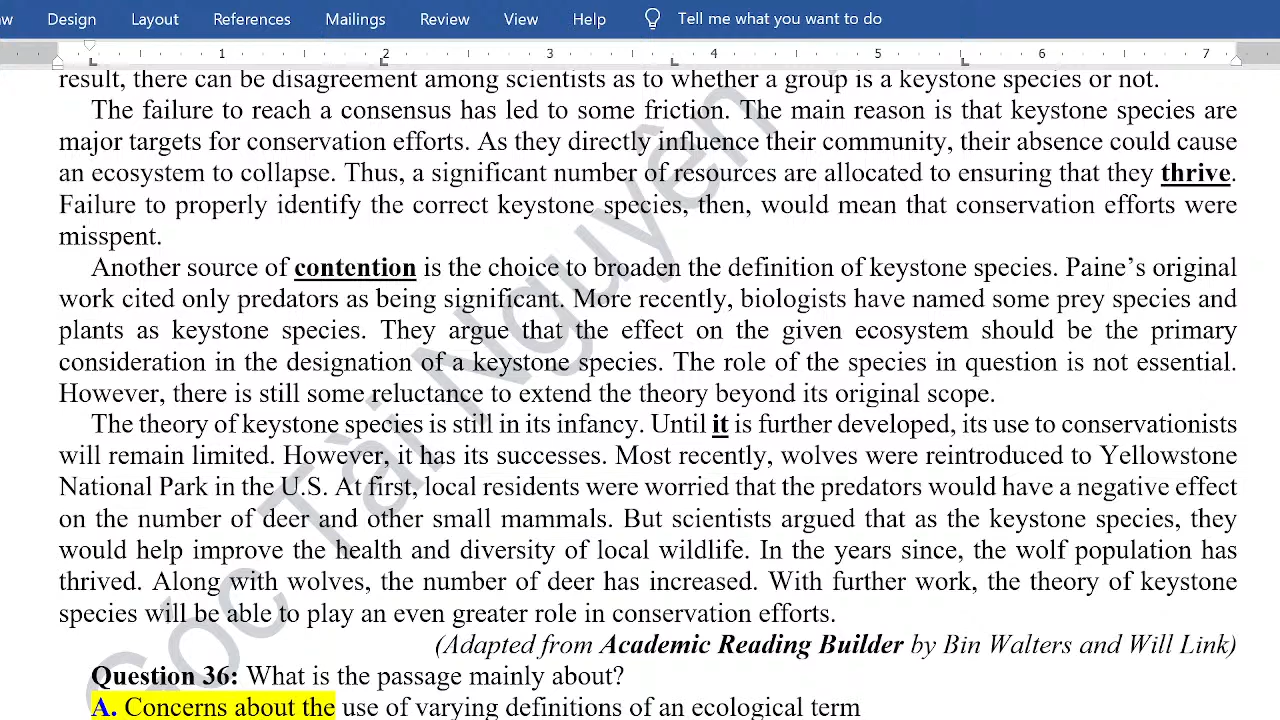 Design Layout References Mailings Review View Help Tell me what you want to do
1 2 3 4 5 6 7
result, there can be disagreement among scientists as to whether a group is a keystone species or not.
The failure to reach a consensus has led to some friction. The main reason is that keystone species are
major targets for conservation efforts. As they directly influence their community, their absence could cause
an ecosystem to collapse. Thus, a significant number of resources are allocated to ensuring that they thrive.
Failure to properly identify the correct keystone species, then, would mean that conservation efforts were
misspent.
Another source of contention is the choice to broaden the definition of keystone species. Paine’s original
work cited only predators as being significant. More recently, biologists have named some prey species and
plants as keystone species. They argue that the effect on the given ecosystem should be the primary
consideration in the designation of a keystone species. The role of the species in question is not essential.
However, there is still some reluctance to extend the theory beyond its original scope.
The theory of keystone species is still in its infancy. Until it is further developed, its use to conservationists
will remain limited. However, it has its successes. Most recently, wolves were reintroduced to Yellowstone
National Park in the U.S. At first, local residents were worried that the predators would have a negative effect
on the number of deer and other small mammals. But scientists argued that as the keystone species, they
would help improve the health and diversity of local wildlife. In the years since, the wolf population has
thrived. Along with wolves, the number of deer has increased. With further work, the theory of keystone
species will be able to play an even greater role in conservation efforts.
(Adapted from Academic Reading Builder by Bin Walters and Will Link)
Question 36: What is the passage mainly about?
A. Concerns about the use of varying definitions of an ecological term
Góc Tài Nguyên